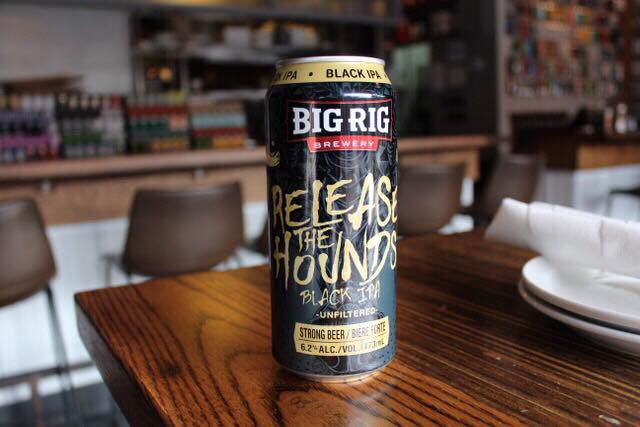 IPA • BLACK IPA
BIG RIG
BREWERY
RELEASE
THE
HOUNDS
BLACK IPA
-UNFILTERED-
STRONG BEER / BIERE FORTE
6.2% ALC./VOL. 473mL